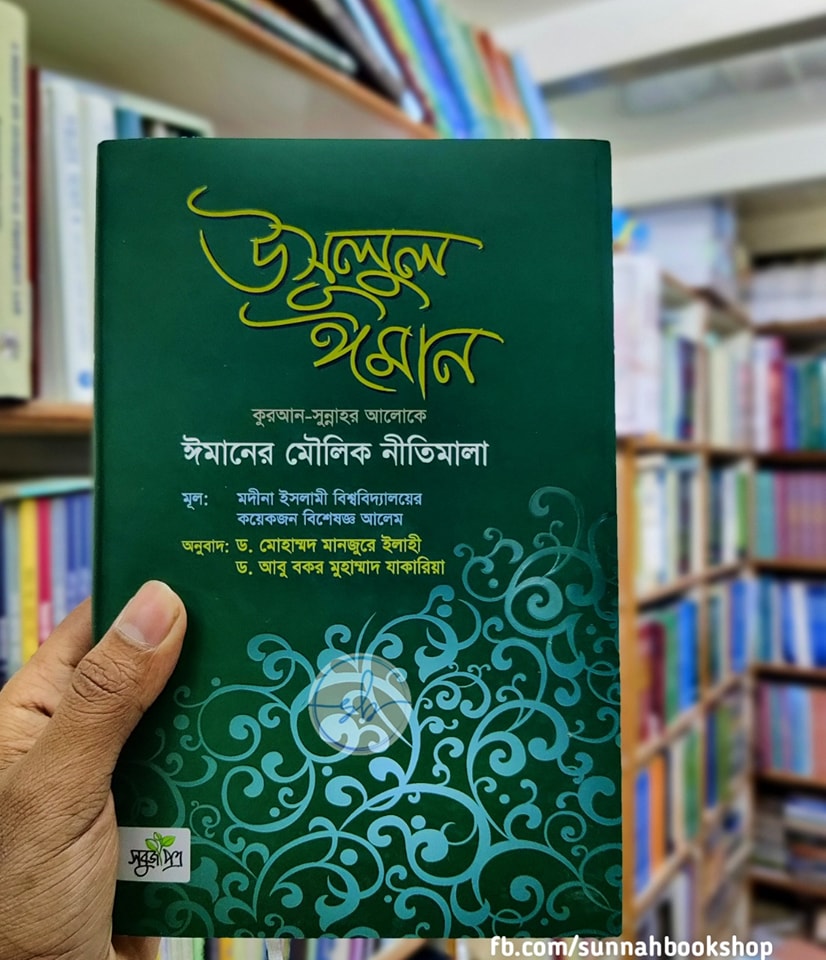 উসূলুল
ঈমান
কুরআন-সুন্নাহর আলোকে
ঈমানের মৌলিক নীতিমালা
মূল: মদীনা ইসলামী বিশ্ববিদ্যালয়ের
কয়েকজন বিশেষজ্ঞ আলেম
অনুবাদ: ড. মোহাম্মদ মানজুরে ইলাহী
ড. আবু বকর মুহাম্মাদ যাকারিয়া
sbs
সবুজপত্র
fb.com/sunnahbookshop